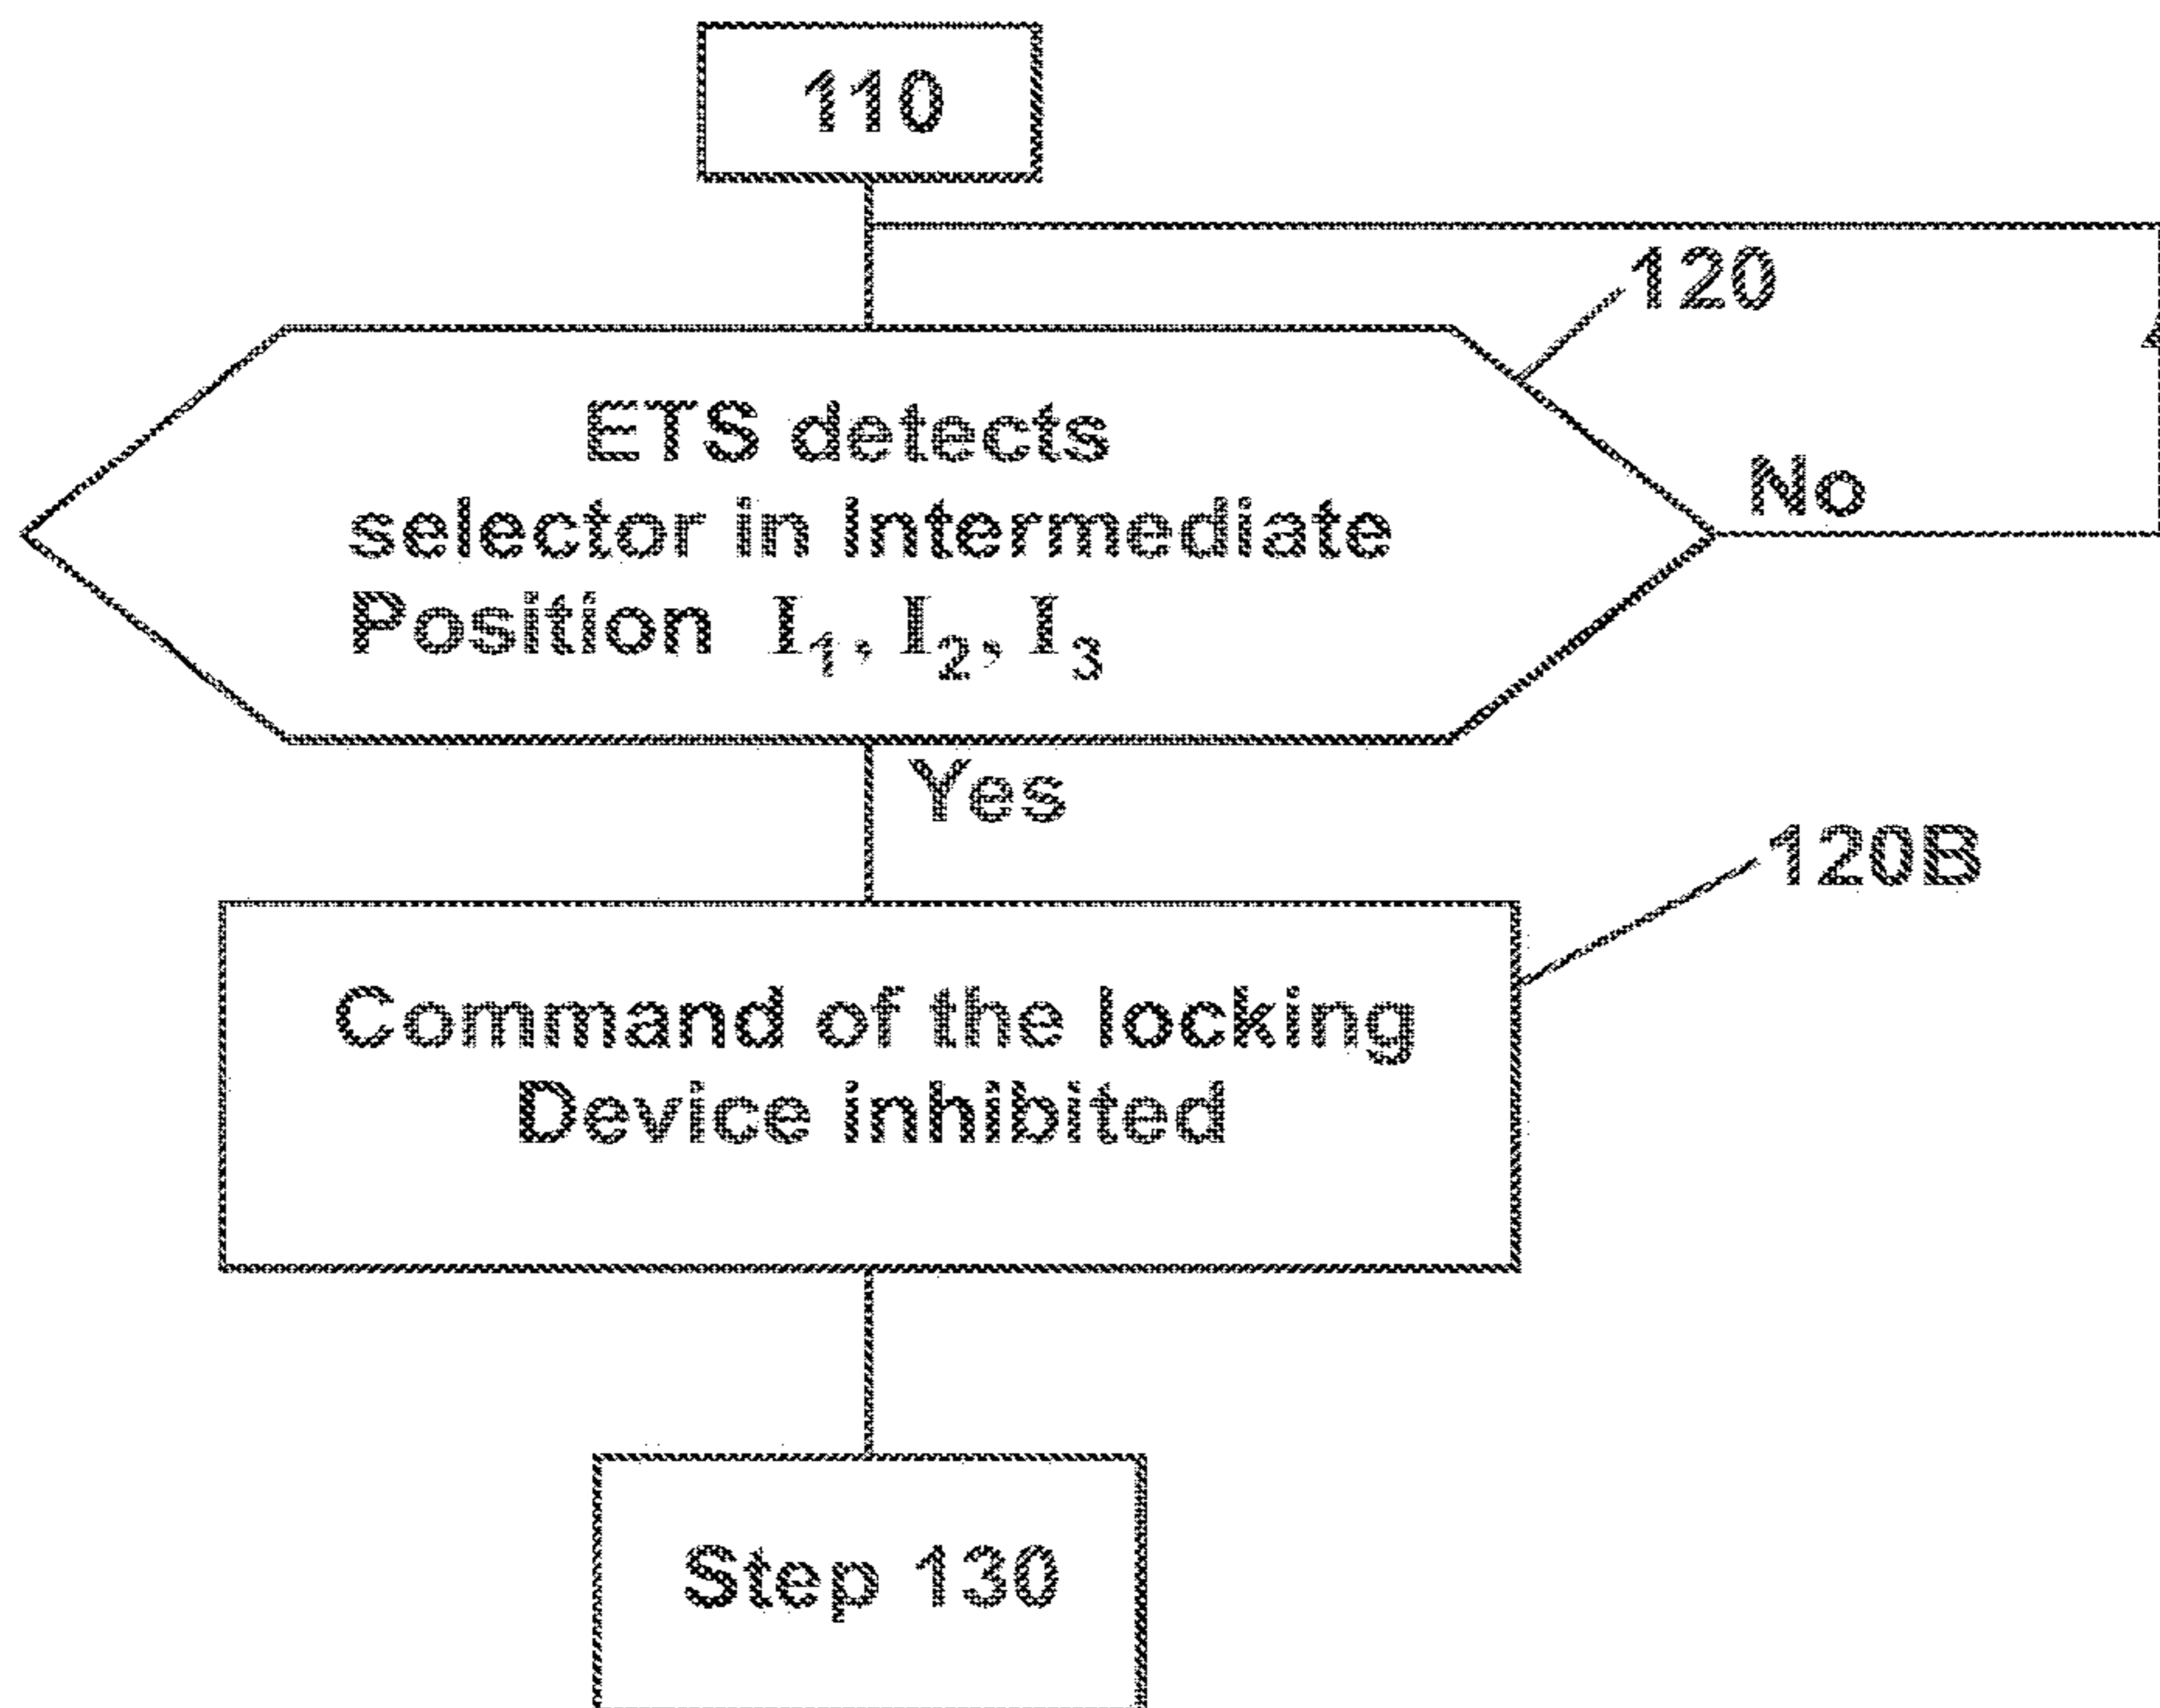 110
120
ETS detects
selector in Intermediate
Position I₁, I₂, I₃
No
Yes
120B
Command of the locking
Device inhibited
Step 130